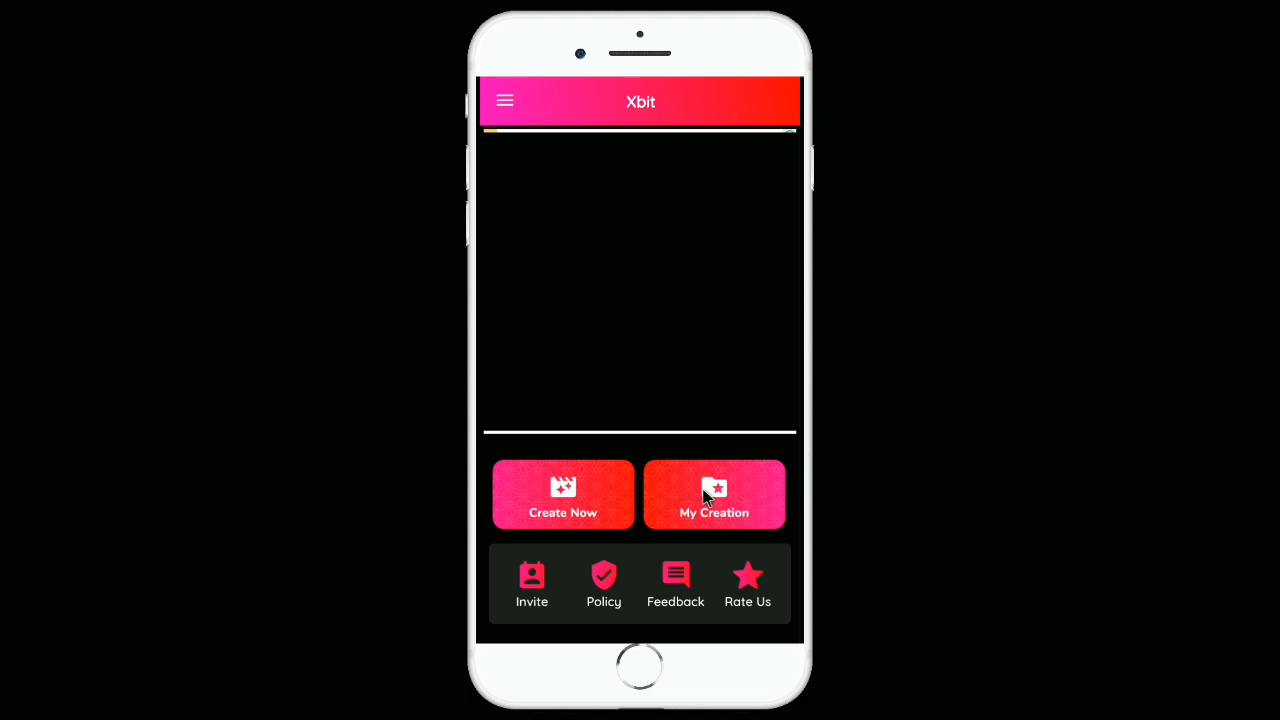 Xbit
Create Now
My Creation
Invite
Policy
Feedback
Rate Us